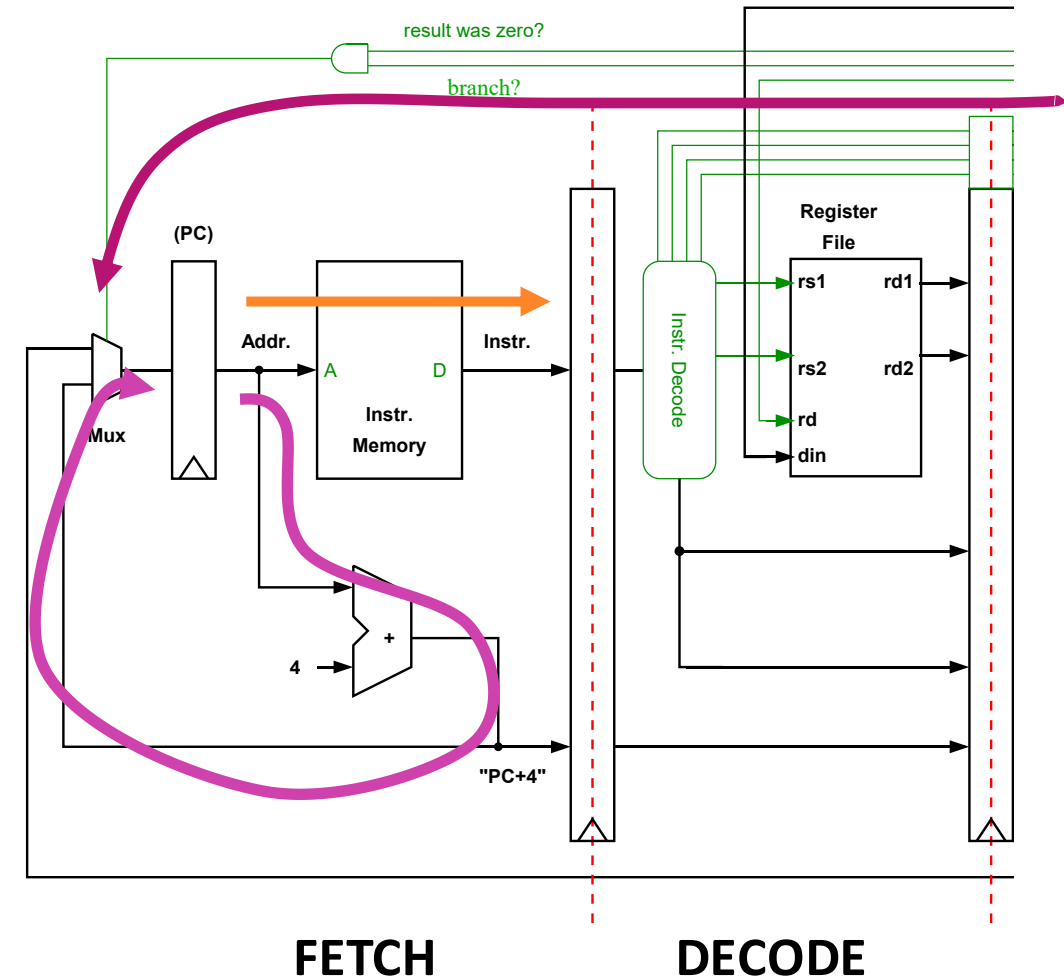 result was zero?
branch?
Register
File
(PC)
rs1
rd1
Addr.
Instr.
A
D
rs2
rd2
Instr. Decode
Instr.
Memory
rd
Mux
din
+
4
"PC+4"
FETCH
DECODE